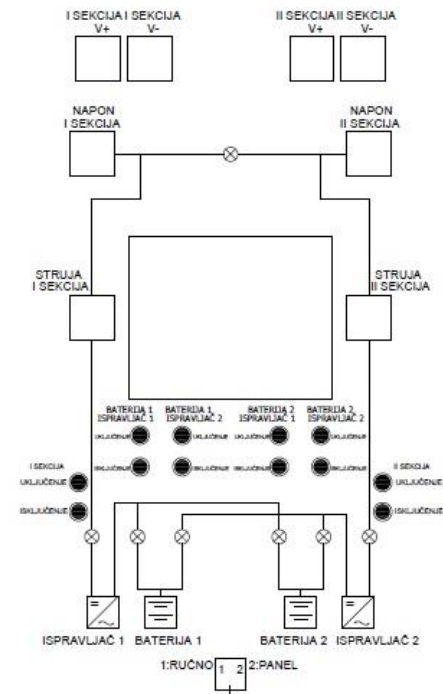 I SEKCIJA I SEKCIJA
V+ V-
II SEKCIJA II SEKCIJA
V+ V-
NAPON
I SEKCIJA
NAPON
II SEKCIJA
STRUJA
I SEKCIJA
STRUJA
II SEKCIJA
BATERIJA 1
ISPRAVLJAČ 1
BATERIJA 1
ISPRAVLJAČ 2
BATERIJA 2
ISPRAVLJAČ 1
BATERIJA 2
ISPRAVLJAČ 2
UKLJUČENJE UKLJUČENJE UKLJUČENJE UKLJUČENJE
ISKLJUČENJE ISKLJUČENJE ISKLJUČENJE ISKLJUČENJE
I SEKCIJA
UKLJUČENJE
ISKLJUČENJE
II SEKCIJA
UKLJUČENJE
ISKLJUČENJE
ISPRAVLJAČ 1 BATERIJA 1 BATERIJA 2 ISPRAVLJAČ 2
1:RUČNO 1 2 2:PANEL